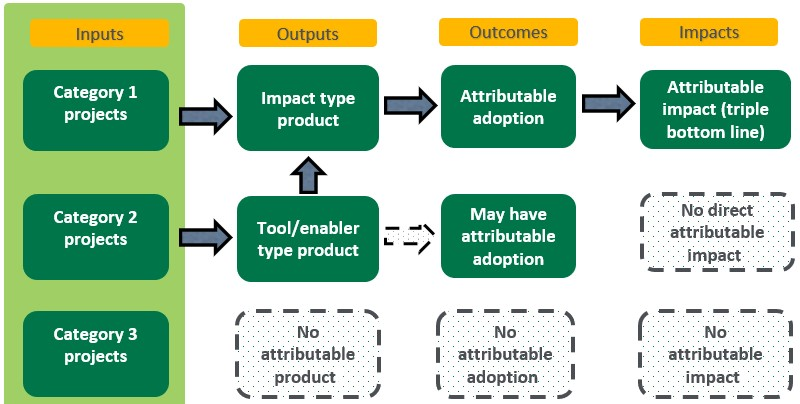 Inputs
Outputs
Outcomes
Impacts
Category 1
projects
Impact type
product
Attributable
adoption
Attributable
impact (triple
bottom line)
Category 2
projects
Tool/enabler
type product
May have
attributable
adoption
No direct
attributable
impact
Category 3
projects
No
attributable
product
No
attributable
adoption
No
attributable
impact